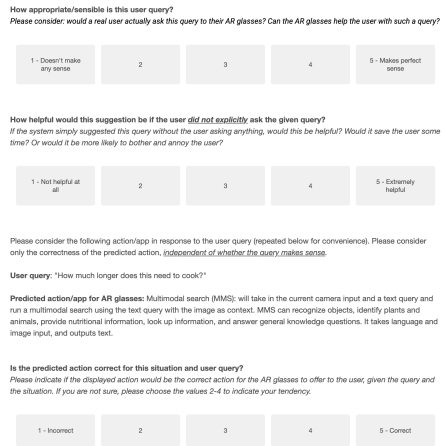 How appropriate/sensible is this user query?
Please consider: would a real user actually ask this query to their AR glasses? Can the AR glasses help the user with such a query?
1 - Doesn't make any sense
2
3
4
5 - Makes perfect sense
How helpful would this suggestion be if the user did not explicitly ask the given query?
If the system simply suggested this query without the user asking anything, would this be helpful? Would it save the user some
time? Or would it be more likely to bother and annoy the user?
1 - Not helpful at all
2
3
4
5 - Extremely helpful
Please consider the following action/app in response to the user query (repeated below for convenience). Please consider
only the correctness of the predicted action, independent of whether the query makes sense.
User query: "How much longer does this need to cook?"
Predicted action/app for AR glasses: Multimodal search (MMS): will take in the current camera input and a text query and
run a multimodal search using the text query with the image as context. MMS can recognize objects, identify plants and
animals, provide nutritional information, look up information, and answer general knowledge questions. It takes language and
image input, and outputs text.
Is the predicted action correct for this situation and user query?
Please indicate if the displayed action would be the correct action for the AR glasses to offer to the user, given the query and
the situation. If you are not sure, please choose the values 2-4 to indicate your tendency.
1 - Incorrect
2
3
4
5 - Correct